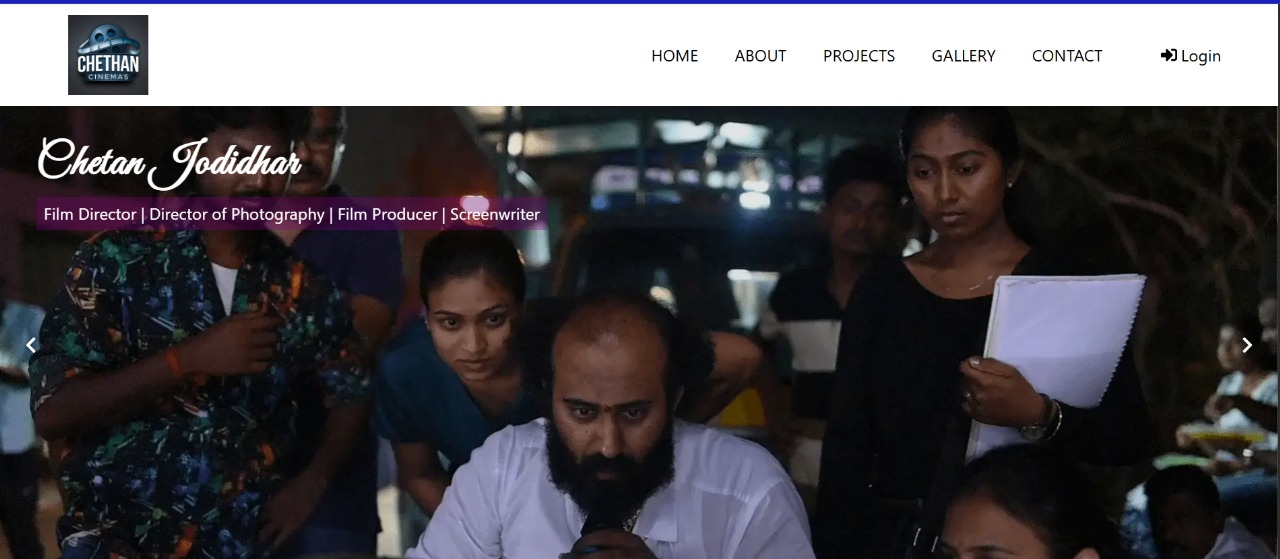 CHETHAN
CINEMAS
HOME ABOUT PROJECTS GALLERY CONTACT Login
Chetan Jodidhar
Film Director | Director of Photography | Film Producer | Screenwriter